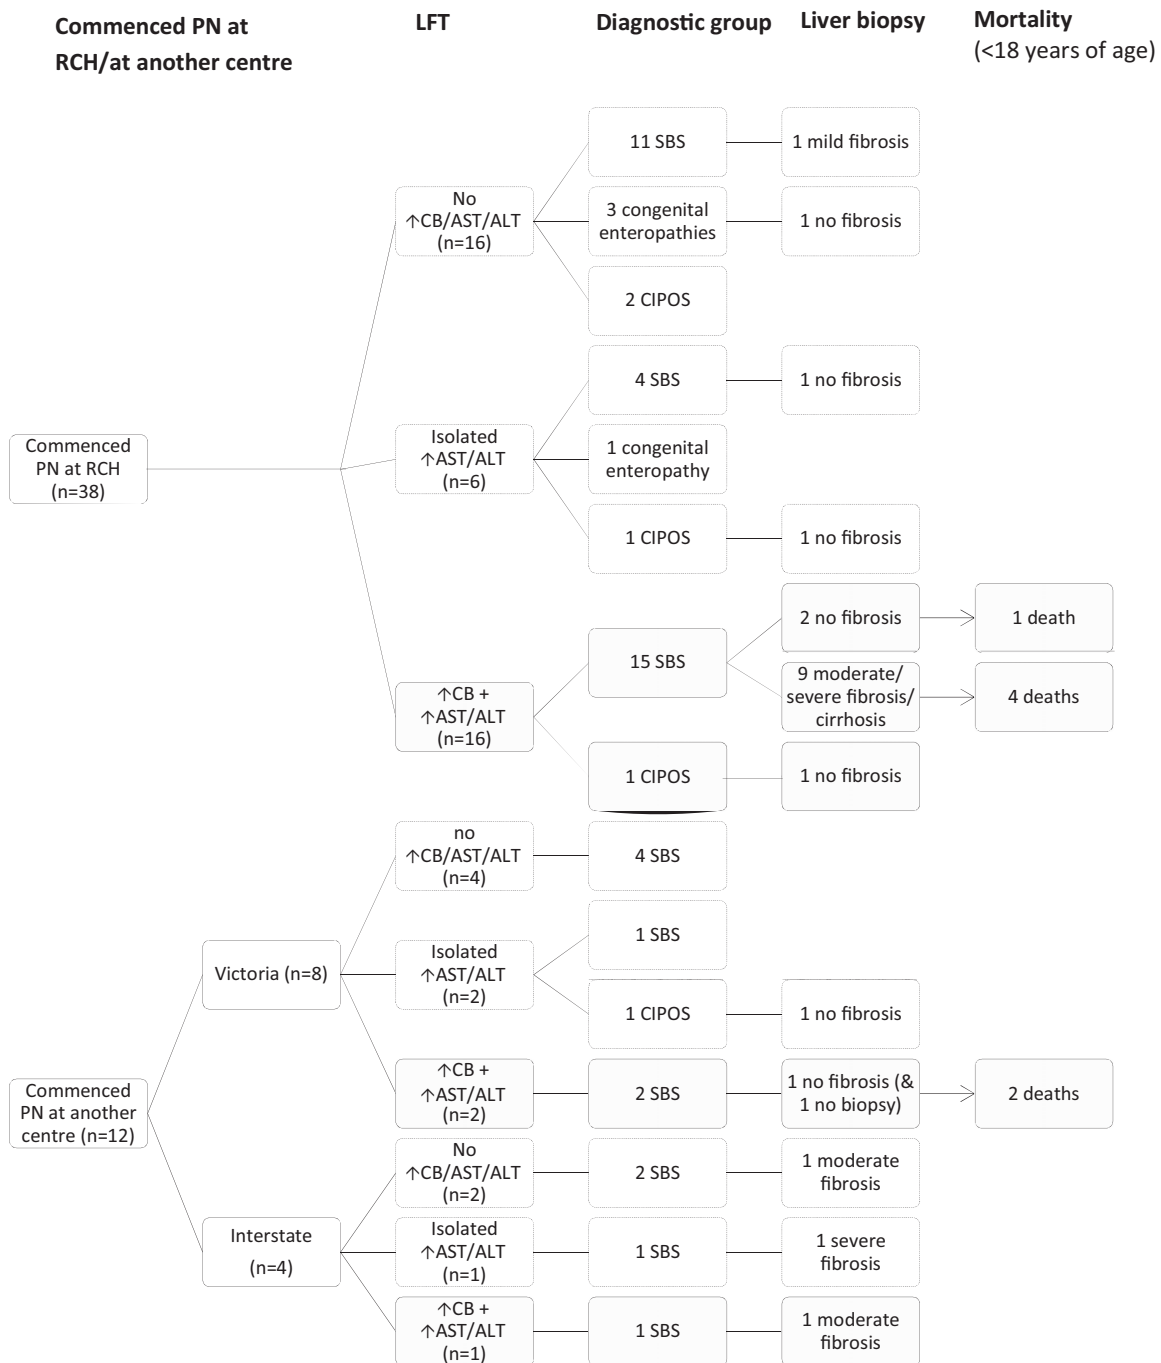 Commenced PN at
RCH/at another centre
LFT
Diagnostic group
Liver biopsy
Mortality
(<18 years of age)
Commenced
PN at RCH
(n=38)
No
↑CB/AST/ALT
(n=16)
11 SBS
1 mild fibrosis
3 congenital
enteropathies
1 no fibrosis
2 CIPOS
Isolated
↑AST/ALT
(n=6)
4 SBS
1 no fibrosis
1 congenital
enteropathy
1 CIPOS
1 no fibrosis
↑CB +
↑AST/ALT
(n=16)
15 SBS
2 no fibrosis
1 death
9 moderate/
severe fibrosis/
cirrhosis
4 deaths
1 CIPOS
1 no fibrosis
Commenced
PN at another
centre (n=12)
Victoria (n=8)
no
↑CB/AST/ALT
(n=4)
4 SBS
Isolated
↑AST/ALT
(n=2)
1 SBS
1 CIPOS
1 no fibrosis
↑CB +
↑AST/ALT
(n=2)
2 SBS
1 no fibrosis (&
1 no biopsy)
2 deaths
Interstate
(n=4)
No
↑CB/AST/ALT
(n=2)
2 SBS
1 moderate
fibrosis
Isolated
↑AST/ALT
(n=1)
1 SBS
1 severe
fibrosis
↑CB +
↑AST/ALT
(n=1)
1 SBS
1 moderate
fibrosis